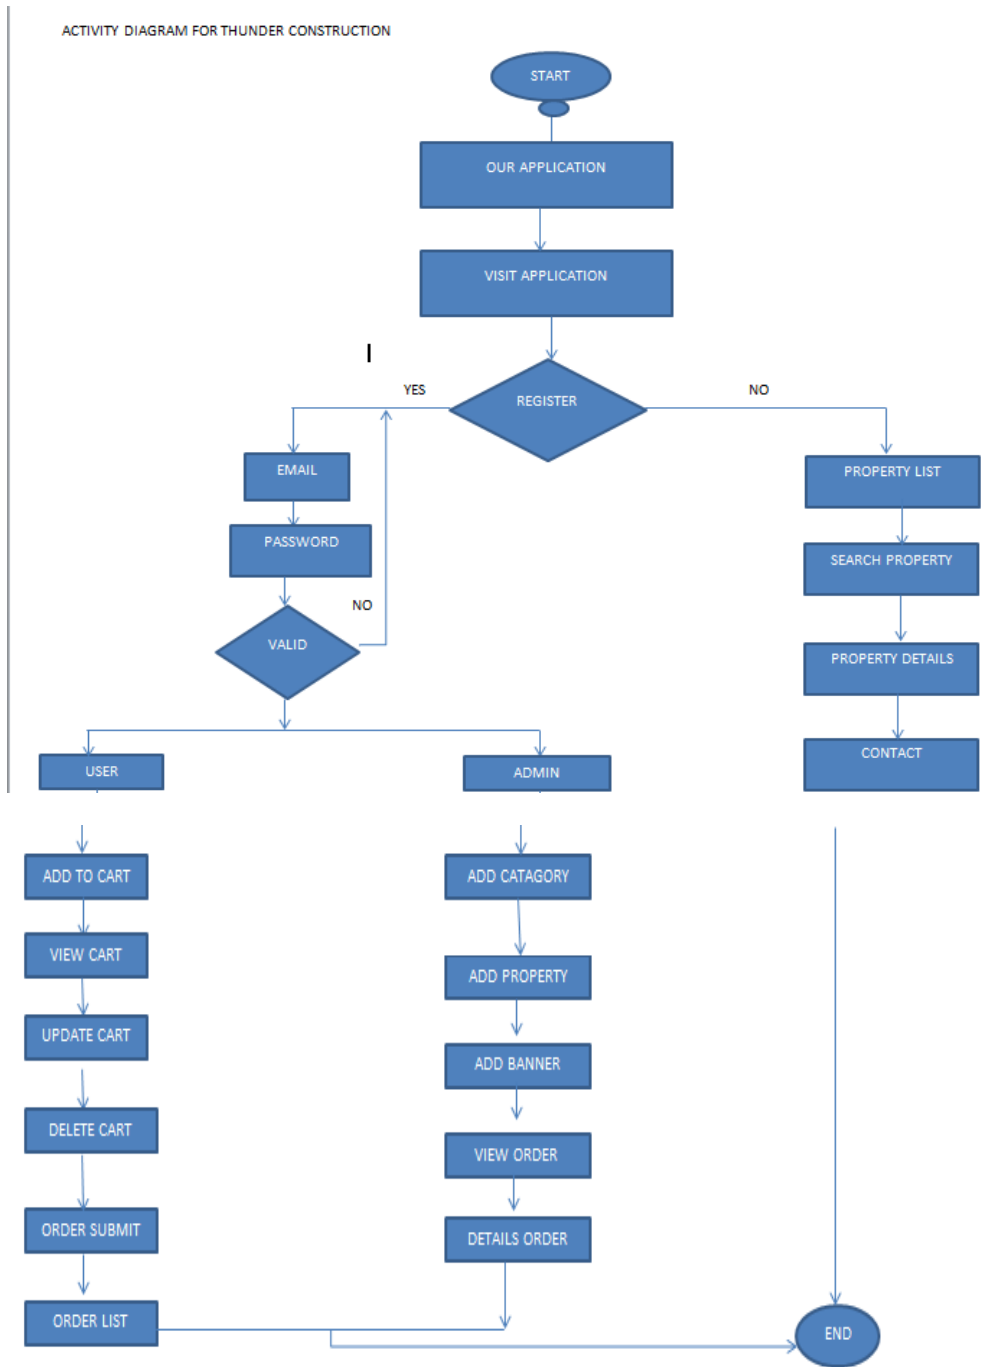 ACTIVITY DIAGRAM FOR THUNDER CONSTRUCTION
START
OUR APPLICATION
VISIT APPLICATION
YES
REGISTER
NO
EMAIL
PROPERTY LIST
PASSWORD
SEARCH PROPERTY
NO
VALID
PROPERTY DETAILS
USER
ADMIN
CONTACT
ADD TO CART
ADD CATAGORY
VIEW CART
ADD PROPERTY
UPDATE CART
ADD BANNER
DELETE CART
VIEW ORDER
ORDER SUBMIT
DETAILS ORDER
ORDER LIST
END